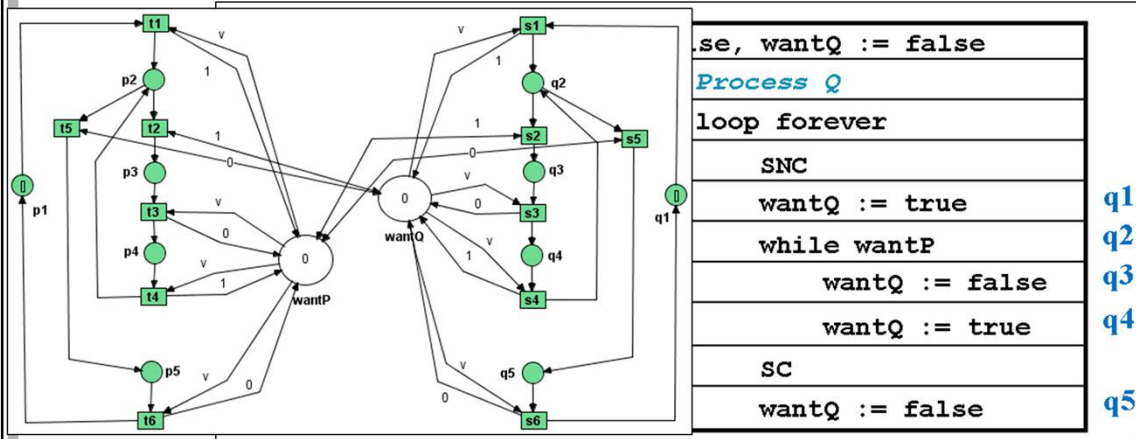 t1
v
1
p2
t5
t2
1
0
p3
t3
v
0
p4
v
t4
1
p1
0
wantP
p5
v
0
t6
s1
v
1
q2
1
s2
0
s5
q3
0
v
0
s3
wantQ
v
q4
1
s4
q1
q5
v
0
s6
.se, wantQ := false
Process Q
loop forever
SNC
wantQ := true q1
while wantP q2
wantQ := false q3
wantQ := true q4
SC
wantQ := false q5